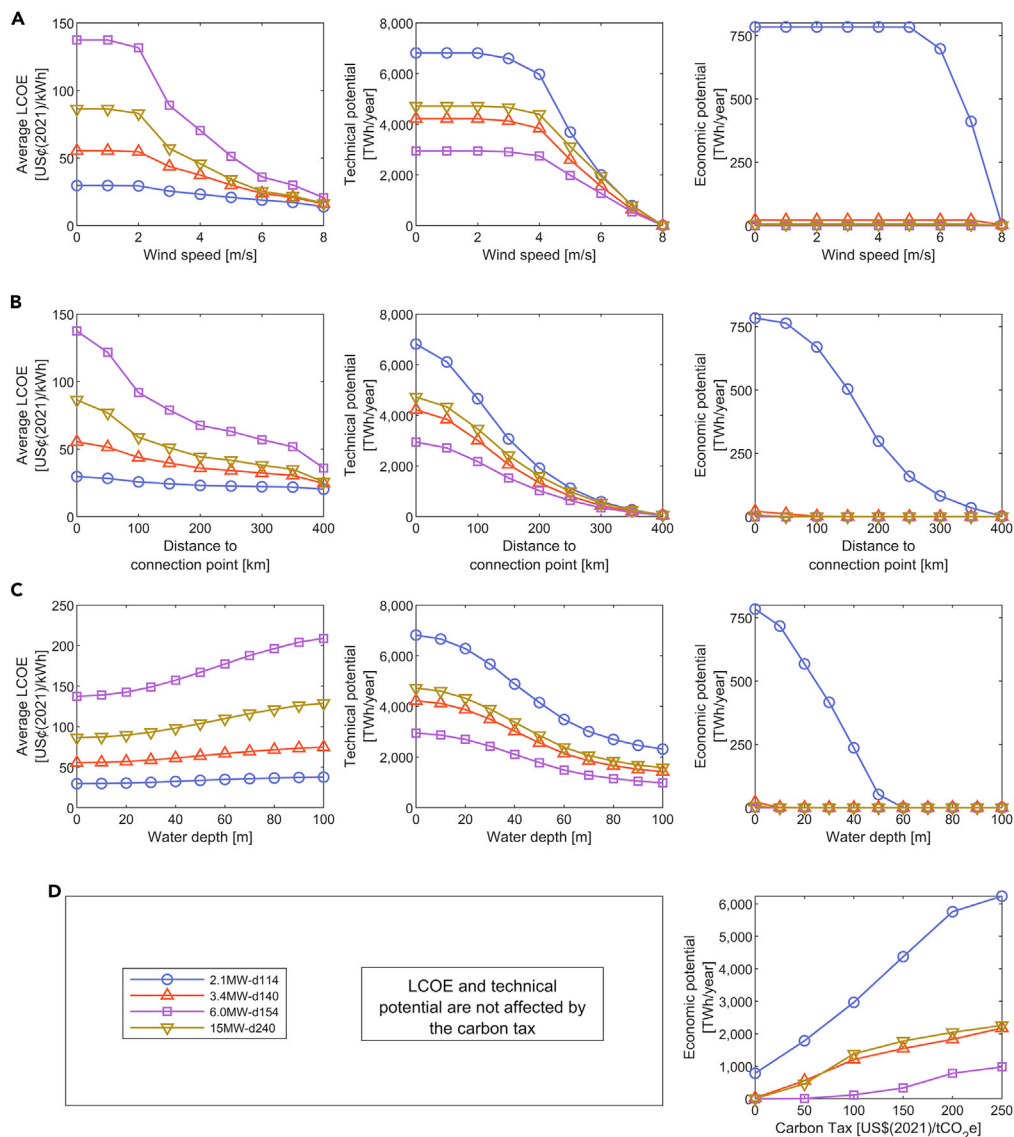 A
150
100
50
0
Average LCOE
[US¢(2021)/kWh]
0 2 4 6 8
Wind speed [m/s]
8,000
6,000
4,000
2,000
0
Technical potential
[TWh/year]
0 2 4 6 8
Wind speed [m/s]
750
500
250
0
Economic potential
[TWh/year]
0 2 4 6 8
Wind speed [m/s]
B
150
100
50
0
Average LCOE
[US¢(2021)/kWh]
0 100 200 300 400
Distance to
connection point [km]
8,000
6,000
4,000
2,000
0
Technical potential
[TWh/year]
0 100 200 300 400
Distance to
connection point [km]
750
500
250
0
Economic potential
[TWh/year]
0 100 200 300 400
Distance to
connection point [km]
C
250
200
150
100
50
0
Average LCOE
[US¢(2021)/kWh]
0 20 40 60 80 100
Water depth [m]
8,000
6,000
4,000
2,000
0
Technical potential
[TWh/year]
0 20 40 60 80 100
Water depth [m]
750
500
250
0
Economic potential
[TWh/year]
0 20 40 60 80 100
Water depth [m]
D
2.1MW-d114
3.4MW-d140
6.0MW-d154
15MW-d240
LCOE and technical
potential are not affected by
the carbon tax
6,000
5,000
4,000
3,000
2,000
1,000
0
Economic potential
[TWh/year]
0 50 100 150 200 250
Carbon Tax [US$(2021)/tCO₂e]